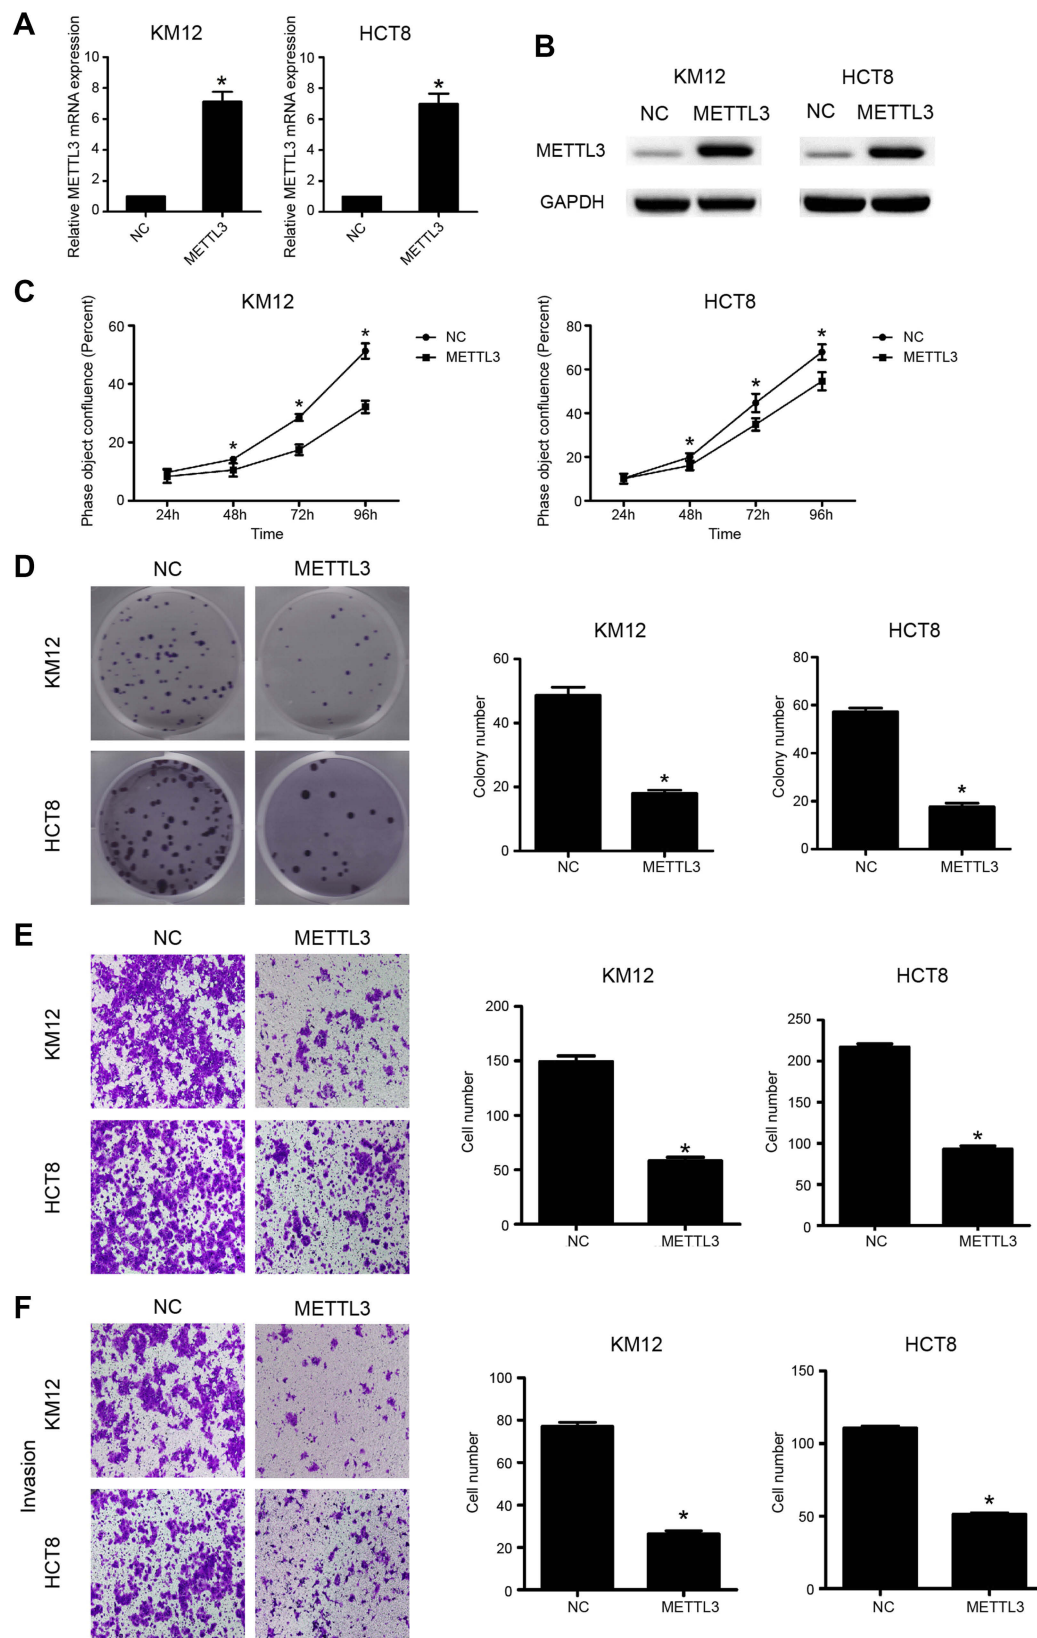 A
KM12
HCT8
Relative METTL3 mRNA expression
10
8
6
4
2
0
*
NC
METTL3
Relative METTL3 mRNA expression
10
8
6
4
2
0
*
NC
METTL3
B
KM12
HCT8
NC METTL3
NC METTL3
METTL3
GAPDH
C
KM12
Phase object confluence (Percent)
60
40
20
0
* * *
24h 48h 72h 96h
Time
NC
METTL3
HCT8
Phase object confluence (Percent)
80
60
40
20
0
* * *
24h 48h 72h 96h
Time
NC
METTL3
D
NC METTL3
KM12
HCT8
KM12
Colony number
60
40
20
0
*
NC METTL3
HCT8
Colony number
80
60
40
20
0
*
NC METTL3
E
NC METTL3
KM12
HCT8
KM12
Cell number
200
150
100
50
0
*
NC METTL3
HCT8
Cell number
250
200
150
100
50
0
*
NC METTL3
F
NC METTL3
Invasion
KM12
HCT8
KM12
Cell number
100
80
60
40
20
0
*
NC METTL3
HCT8
Cell number
150
100
50
0
*
NC METTL3